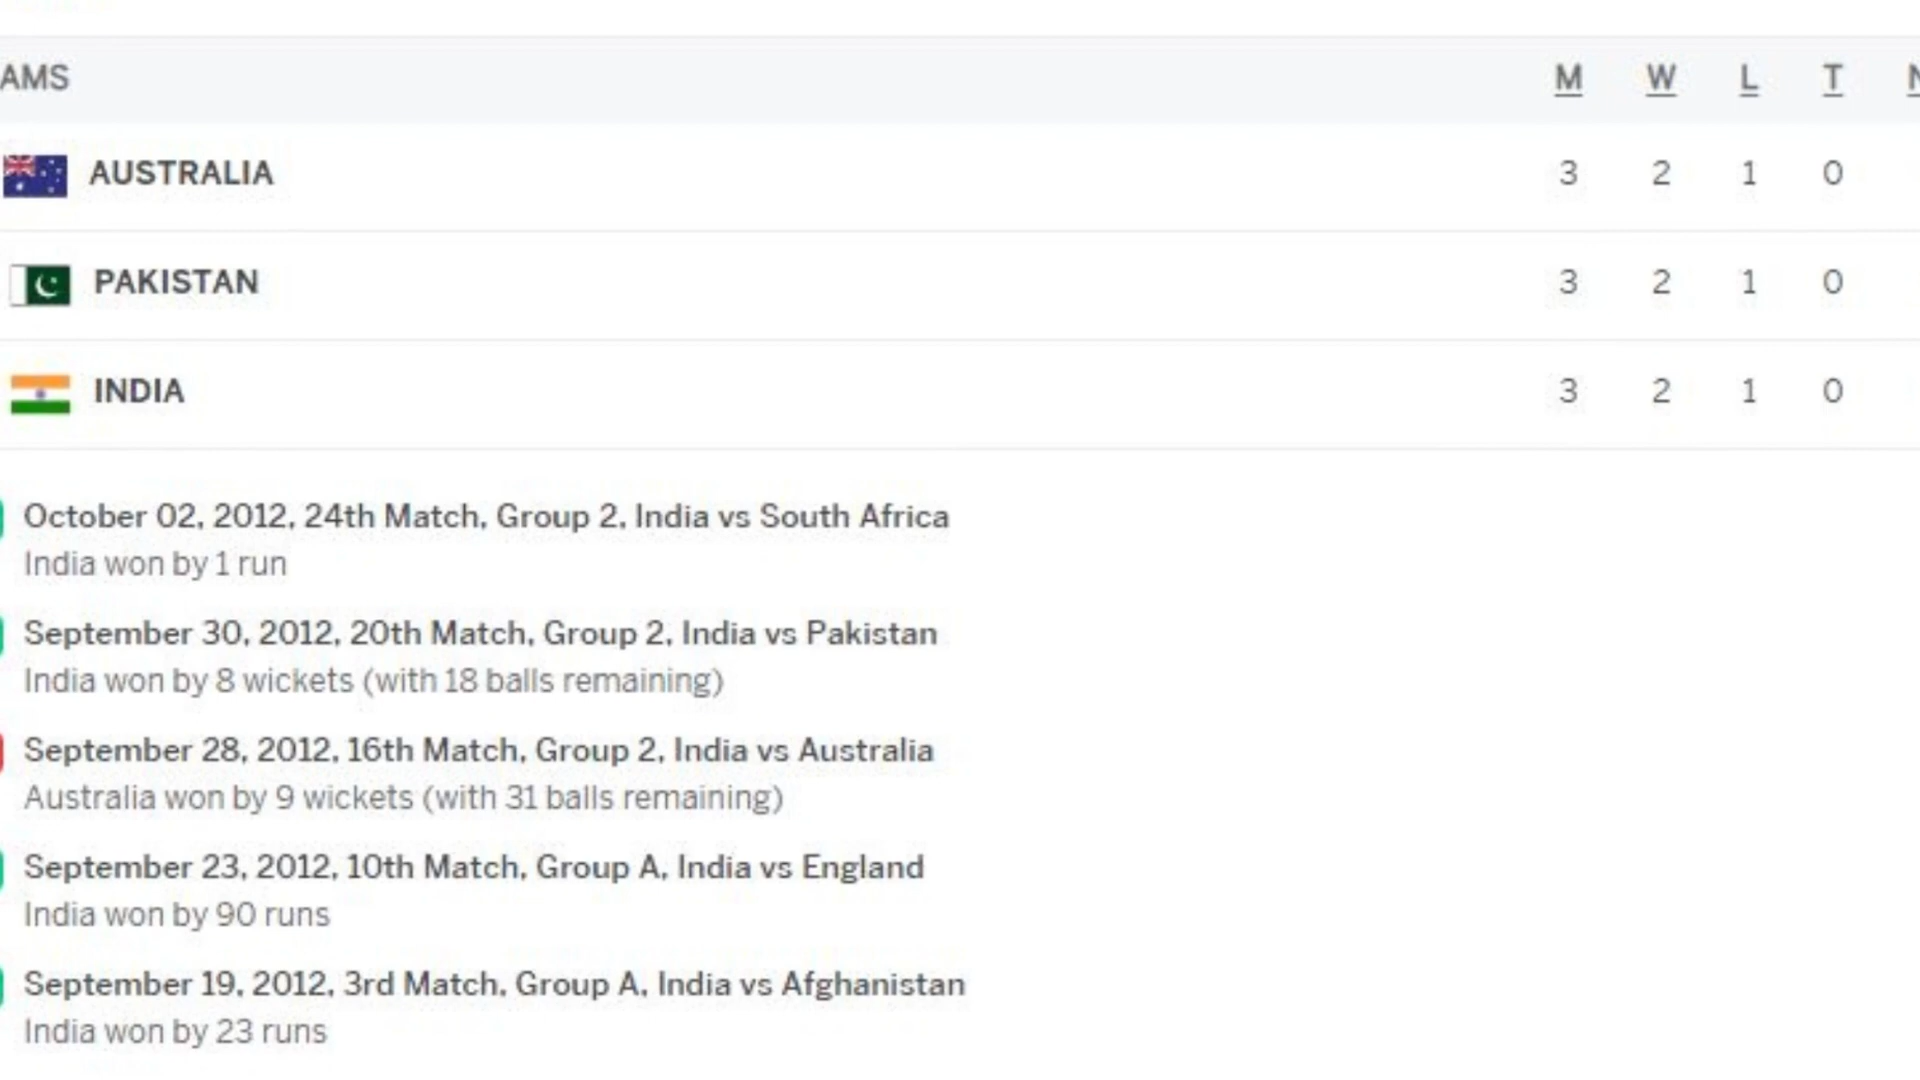 AMS M W L T N
AUSTRALIA 3 2 1 0
PAKISTAN 3 2 1 0
INDIA 3 2 1 0
October 02, 2012, 24th Match, Group 2, India vs South Africa
India won by 1 run
September 30, 2012, 20th Match, Group 2, India vs Pakistan
India won by 8 wickets (with 18 balls remaining)
September 28, 2012, 16th Match, Group 2, India vs Australia
Australia won by 9 wickets (with 31 balls remaining)
September 23, 2012, 10th Match, Group A, India vs England
India won by 90 runs
September 19, 2012, 3rd Match, Group A, India vs Afghanistan
India won by 23 runs